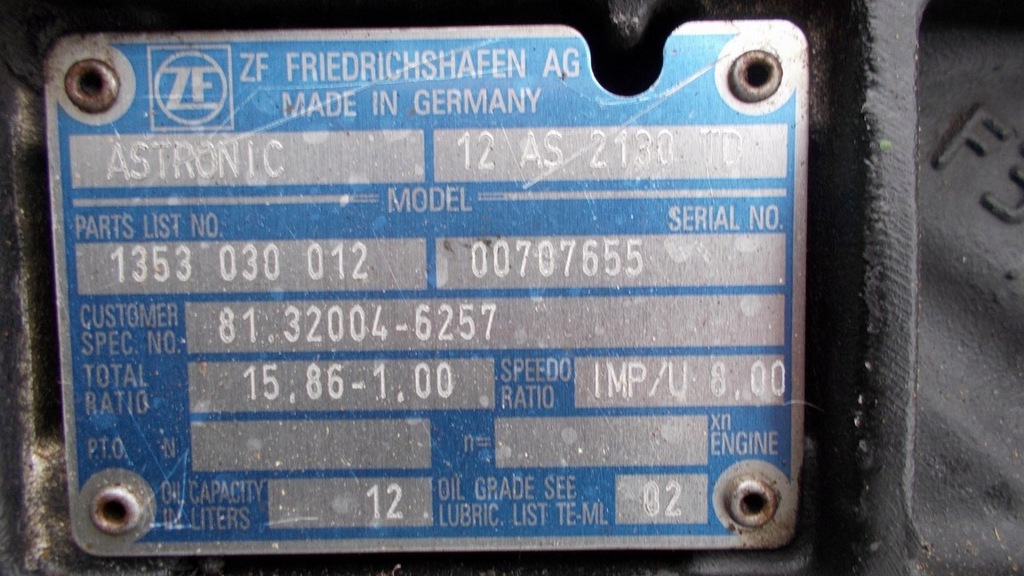 ZF ZF FRIEDRICHSHAFEN AG
MADE IN GERMANY
ASTRONIC 12 AS 2130 TD
MODEL
PARTS LIST NO. SERIAL NO.
1353 030 012 00707655
CUSTOMER SPEC. NO. 81.32004-6257
TOTAL RATIO 15,86-1,00 SPEEDO RATIO IMP/U 8,00
P.T.O. N n= xn ENGINE
OIL CAPACITY IN LITERS 12 OIL GRADE SEE LUBRIC. LIST TE-ML 02
F